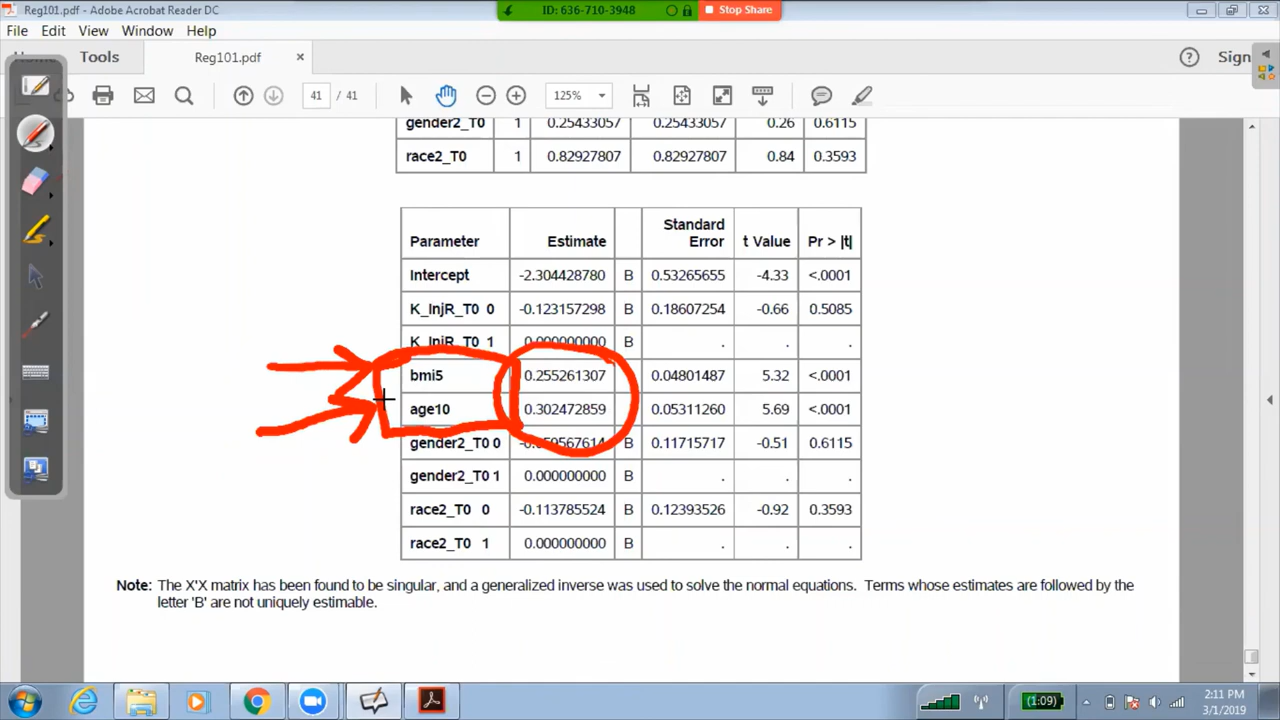 Reg101.pdf - Adobe Acrobat Reader DC
ID: 636-710-3948
Stop Share
File Edit View Window Help
Tools
Reg101.pdf
×
?
Sign
41 / 41
125%
gender2_T0 1 0.25433057 0.25433057 0.26 0.6115
race2_T0 1 0.82927807 0.82927807 0.84 0.3593
Parameter Estimate Standard Error t Value Pr > |t|
Intercept -2.304428780 B 0.53265655 -4.33 <.0001
K_InjR_T0 0 -0.123157298 B 0.18607254 -0.66 0.5085
K_InjR_T0 1 0.000000000 B . . .
bmi5 0.255261307 0.04801487 5.32 <.0001
age10 0.302472859 0.05311260 5.69 <.0001
gender2_T0 0 -0.059567614 B 0.11715717 -0.51 0.6115
gender2_T0 1 0.000000000 B . . .
race2_T0 0 -0.113785524 B 0.12393526 -0.92 0.3593
race2_T0 1 0.000000000 B . . .
Note: The X'X matrix has been found to be singular, and a generalized inverse was used to solve the normal equations. Terms whose estimates are followed by the
letter 'B' are not uniquely estimable.
(1:09)
2:11 PM
3/1/2019